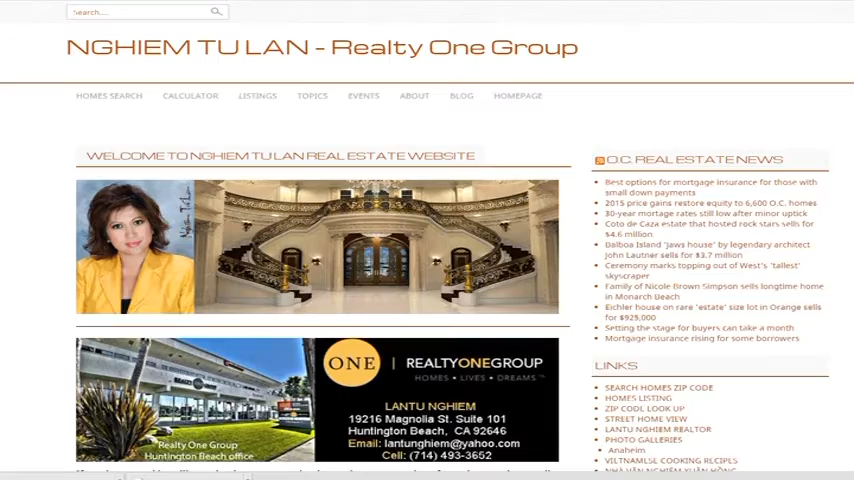 Search....
NGHIEM TU LAN - Realty One Group
HOMES SEARCH CALCULATOR LISTINGS TOPICS EVENTS ABOUT BLOG HOMEPAGE
WELCOME TO NGHIEM TU LAN REAL ESTATE WEBSITE
ONE | REALTYONEGROUP
HOMES • LIVES • DREAMS™
LANTU NGHIEM
19216 Magnolia St. Suite 101
Huntington Beach, CA 92646
Email: lantunghiem@yahoo.com
Cell: (714) 493-3652
Realty One Group
Huntington Beach office
O.C. REAL ESTATE NEWS
Best options for mortgage insurance for those with
small down payments
2015 price gains restore equity to 6,600 O.C. homes
30-year mortage rates still low after minor uptick
Coto de Caza estate that hosted rock stars sells for
$4.6 million
Balboa Island 'Jaws house' by legendary architect
John Lautner sells for $3.7 million
Ceremony marks topping out of West's 'tallest'
skyscraper
Family of Nicole Brown Simpson sells longtime home
in Monarch Beach
Eichler house on rare 'estate' size lot in Orange sells
for $925,000
Setting the stage for buyers can take a month
Mortgage insurance rising for some borrowers
LINKS
SEARCH HOMES ZIP CODE
HOMES LISTING
ZIP CODE LOOK UP
STREET HOME VIEW
LANTU NGHIEM REALTOR
PHOTO GALLERIES
Anaheim
VIETNAMESE COOKING RECIPES
NHÀ VĂN NGHIÊM XUÂN HỒNG